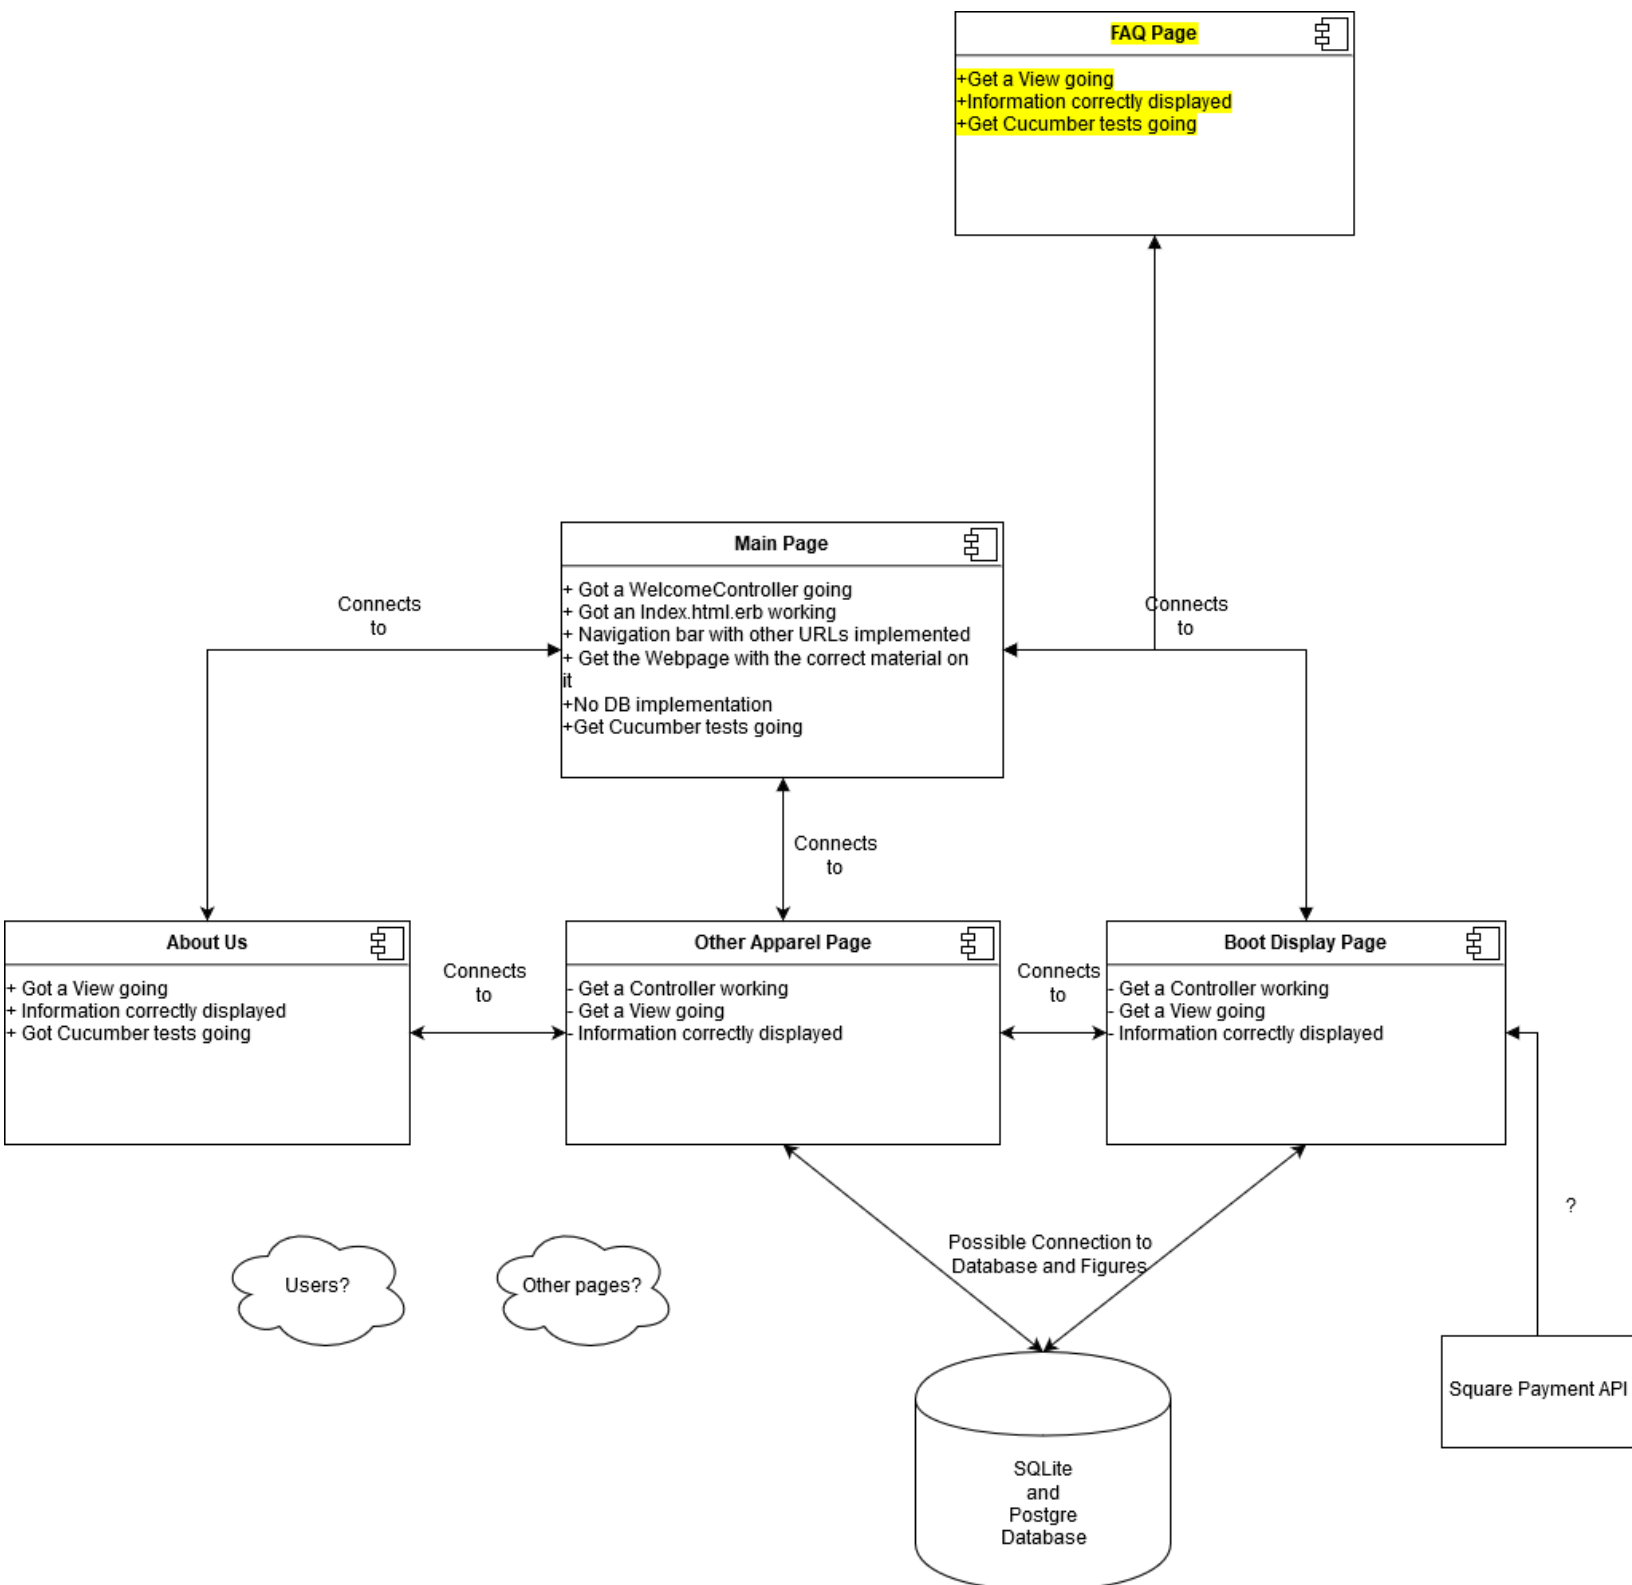 FAQ Page
+Get a View going
+Information correctly displayed
+Get Cucumber tests going
Main Page
+ Got a WelcomeController going
+ Got an Index.html.erb working
+ Navigation bar with other URLs implemented
+ Get the Webpage with the correct material on
it
+No DB implementation
+Get Cucumber tests going
Connects
to
Connects
to
Connects
to
About Us
+ Got a View going
+ Information correctly displayed
+ Got Cucumber tests going
Connects
to
Other Apparel Page
- Get a Controller working
- Get a View going
- Information correctly displayed
Connects
to
Boot Display Page
- Get a Controller working
- Get a View going
- Information correctly displayed
?
Users?
Other pages?
Possible Connection to
Database and Figures
Square Payment API
SQLite
and
Postgre
Database